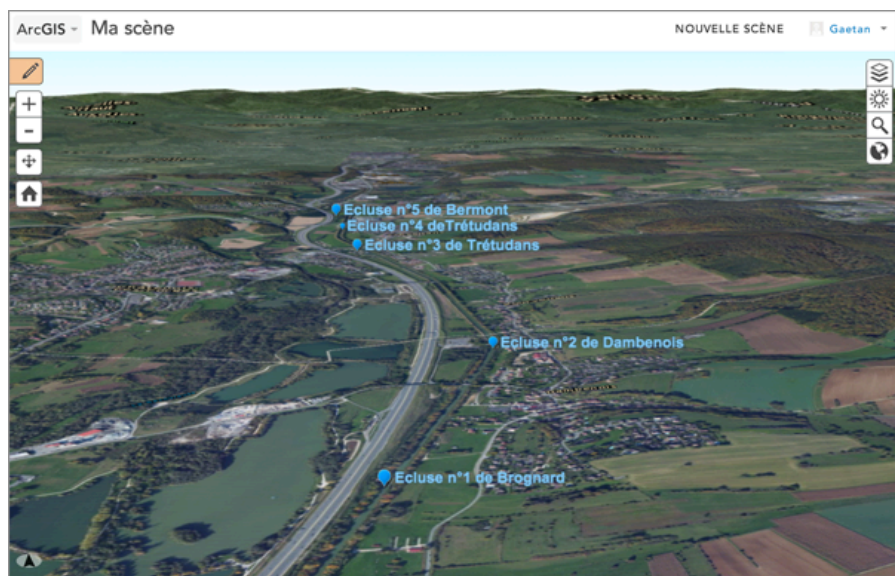 ArcGIS Ma scène NOUVELLE SCÈNE Gaetan
Ecluse n°5 de Bermont
Ecluse n°4 deTrétudans
Ecluse n°3 de Trétudans
Ecluse n°2 de Dambenois
Ecluse n°1 de Brognard